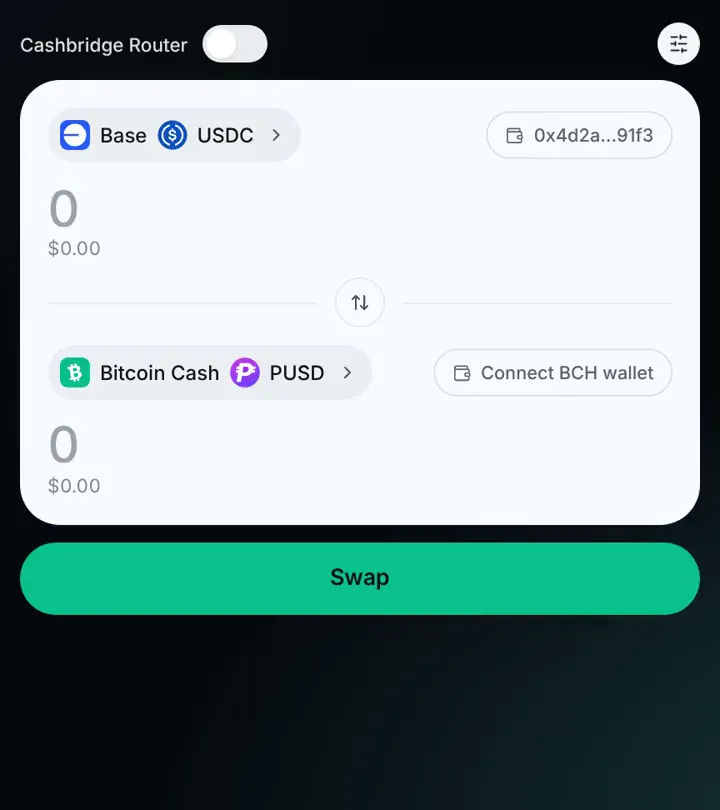 Cashbridge Router
Base USDC
0x4d2a...91f3
0
$0.00
Bitcoin Cash PUSD
Connect BCH wallet
0
$0.00
Swap